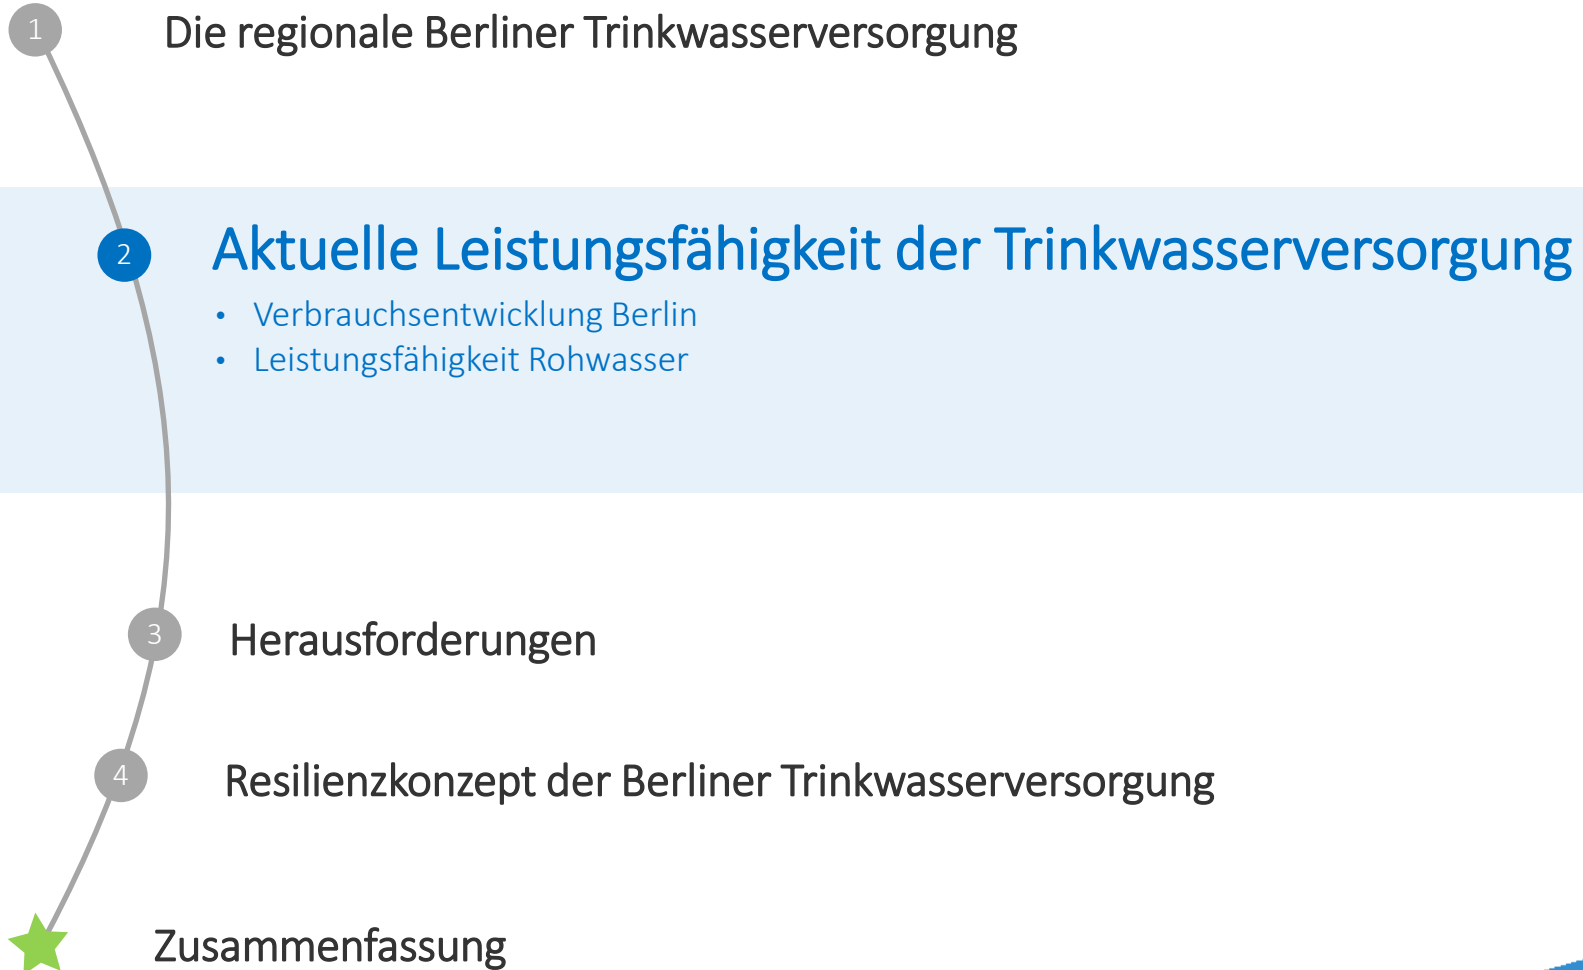 1 Die regionale Berliner Trinkwasserversorgung
2 Aktuelle Leistungsfähigkeit der Trinkwasserversorgung
• Verbrauchsentwicklung Berlin
• Leistungsfähigkeit Rohwasser
3 Herausforderungen
4 Resilienzkonzept der Berliner Trinkwasserversorgung
Zusammenfassung